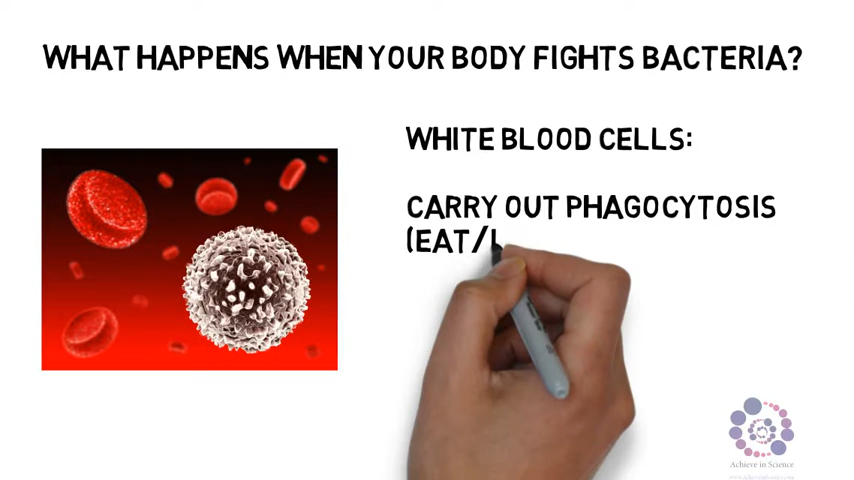 WHAT HAPPENS WHEN YOUR BODY FIGHTS BACTERIA?
WHITE BLOOD CELLS:
CARRY OUT PHAGOCYTOSIS
(EAT/
Achieve in Science